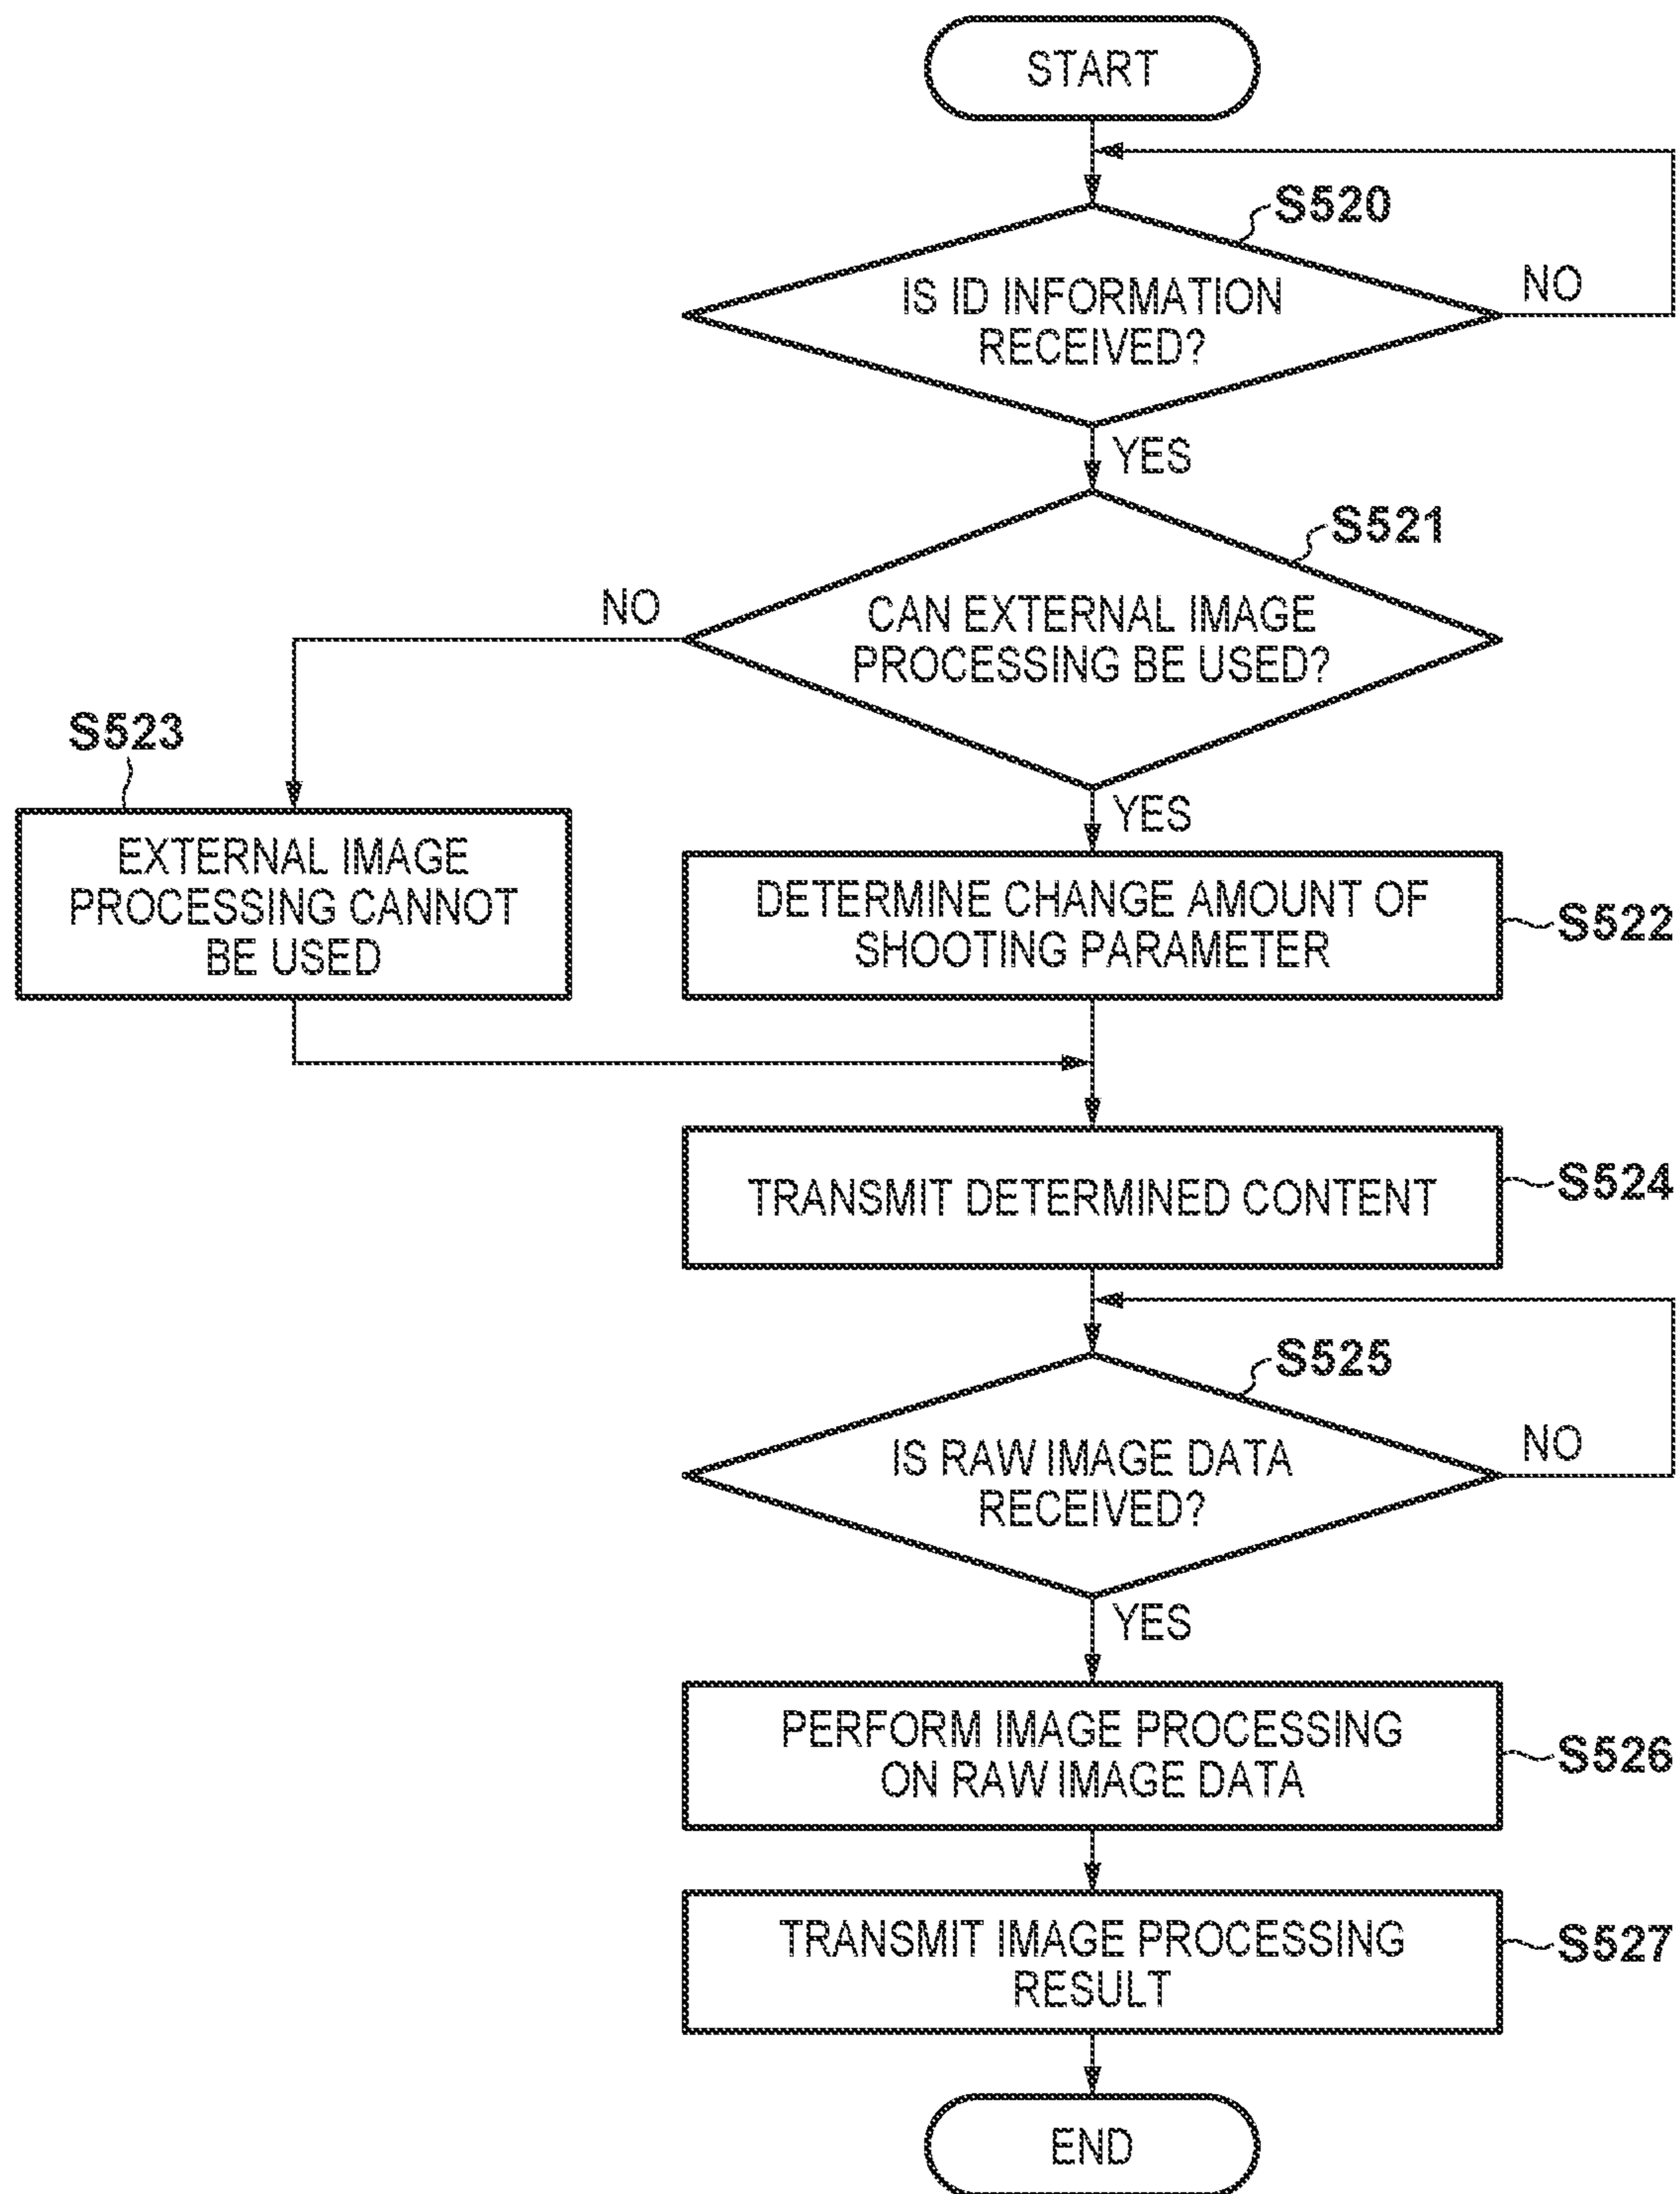 START
S520
IS ID INFORMATION
RECEIVED?
NO
YES
S521
NO
CAN EXTERNAL IMAGE
PROCESSING BE USED?
S523
YES
EXTERNAL IMAGE
PROCESSING CANNOT
BE USED
DETERMINE CHANGE AMOUNT OF
SHOOTING PARAMETER
S522
TRANSMIT DETERMINED CONTENT
S524
S525
IS RAW IMAGE DATA
RECEIVED?
NO
YES
PERFORM IMAGE PROCESSING
ON RAW IMAGE DATA
S526
TRANSMIT IMAGE PROCESSING
RESULT
S527
END